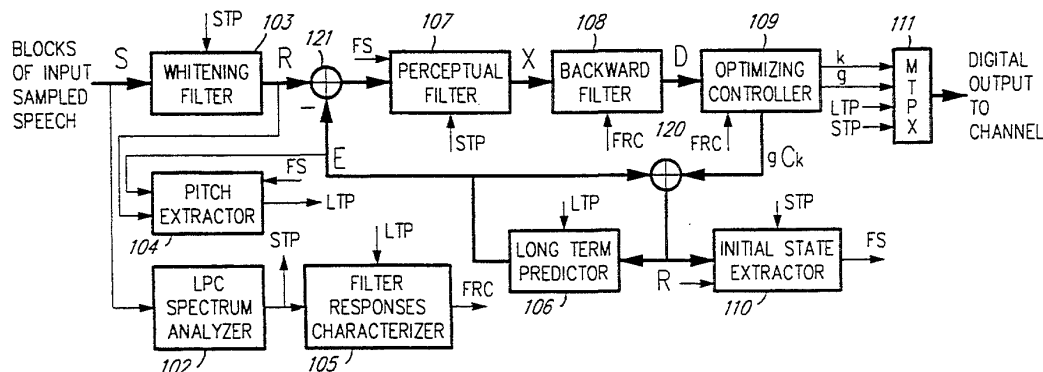 BLOCKS
OF INPUT
SAMPLED
SPEECH
S
STP
103
WHITENING
FILTER
R
121
−
FS
107
PERCEPTUAL
FILTER
STP
X
108
BACKWARD
FILTER
FRC
D
109
OPTIMIZING
CONTROLLER
FRC
k
g
LTP
STP
111
M
T
P
X
DIGITAL
OUTPUT
TO
CHANNEL
120
gCk
E
FS
PITCH
EXTRACTOR
LTP
104
LPC
SPECTRUM
ANALYZER
102
STP
LTP
FILTER
RESPONSES
CHARACTERIZER
105
FRC
LTP
LONG TERM
PREDICTOR
106
R
STP
INITIAL STATE
EXTRACTOR
110
FS